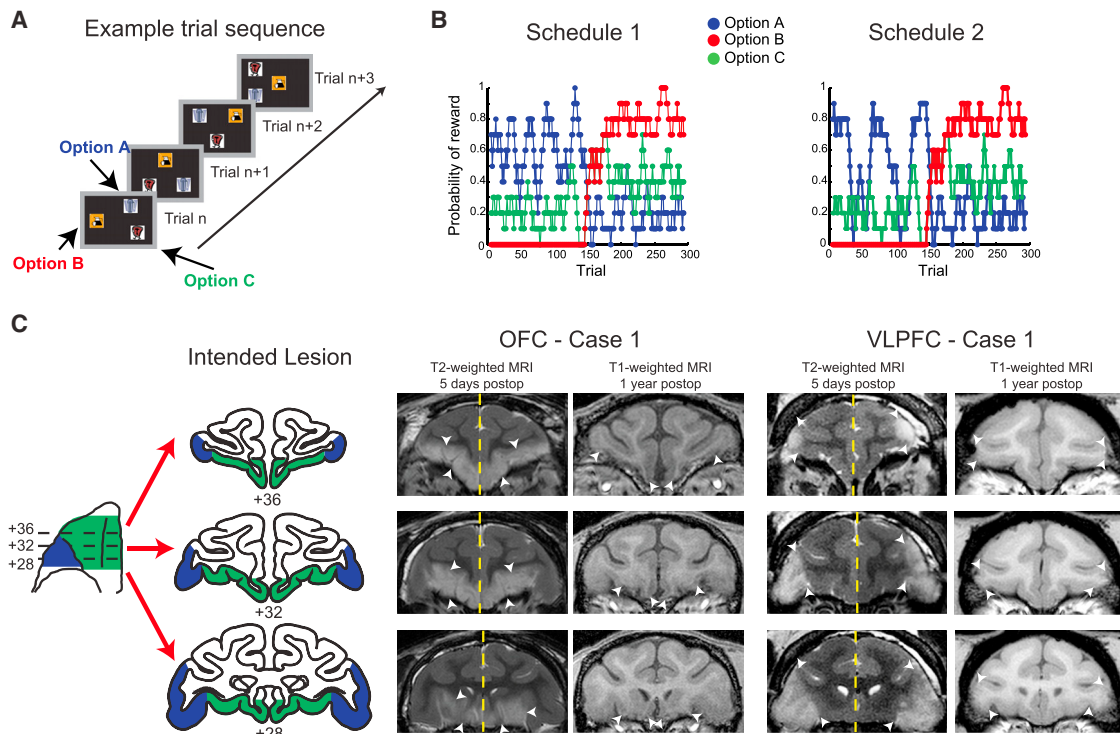 A
Example trial sequence
Trial n+3
Trial n+2
Trial n+1
Trial n
Option A
Option B
Option C
B
Option A
Option B
Option C
Schedule 1
Schedule 2
Probability of reward
1
0.8
0.6
0.4
0.2
0
0
50
100
150
200
250
300
Trial
1
0.8
0.6
0.4
0.2
0
0
50
100
150
200
250
300
Trial
C
Intended Lesion
+36
+32
+28
+36
+32
+28
OFC - Case 1
T2-weighted MRI
5 days postop
T1-weighted MRI
1 year postop
VLPFC - Case 1
T2-weighted MRI
5 days postop
T1-weighted MRI
1 year postop